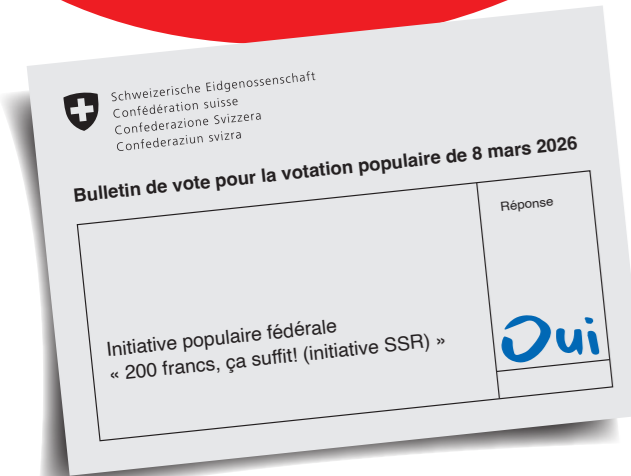 Schweizerische Eidgenossenschaft
Confédération suisse
Confederazione Svizzera
Confederaziun svizra
Bulletin de vote pour la votation populaire de 8 mars 2026
Réponse
Initiative populaire fédérale
« 200 francs, ça suffit! (initiative SSR) »
Oui